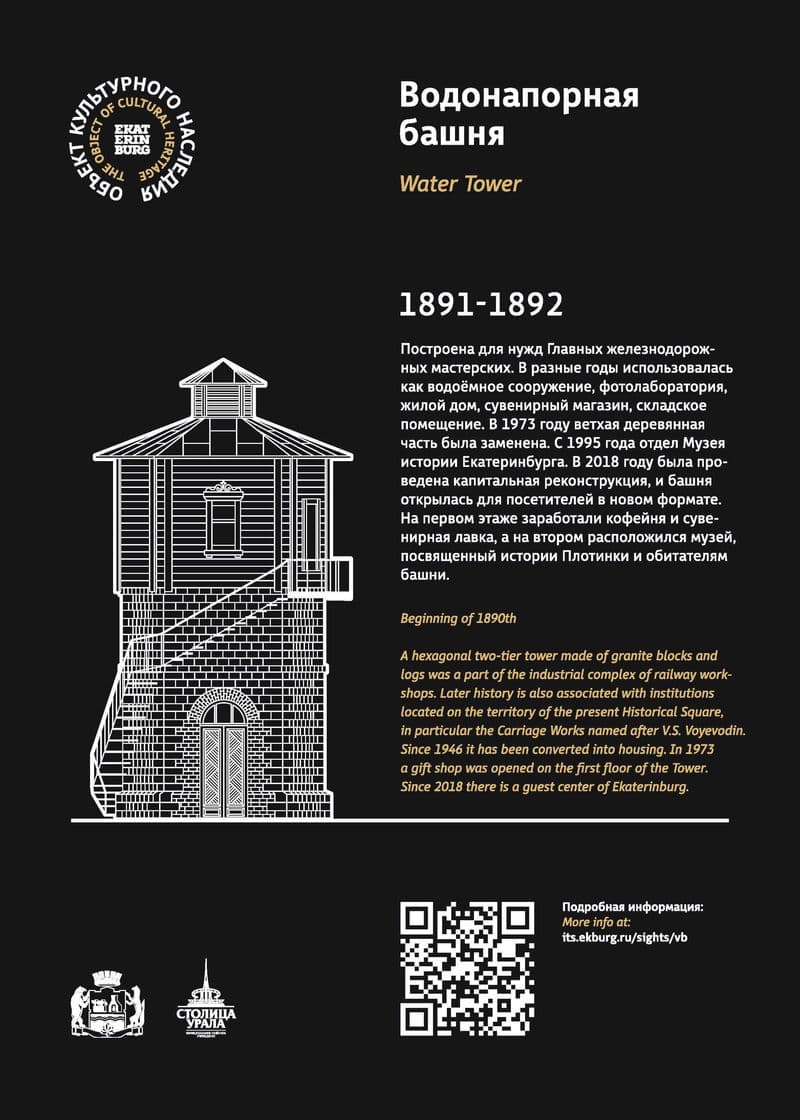 ОБЪЕКТ КУЛЬТУРНОГО НАСЛЕДИЯ
THE OBJECT OF CULTURAL HERITAGE
EKAT
ERIN
BURG
Водонапорная
башня
Water Tower
1891-1892
Построена для нужд Главных железнодорож-
ных мастерских. В разные годы использовалась
как водоёмное сооружение, фотолаборатория,
жилой дом, сувенирный магазин, складское
помещение. В 1973 году ветхая деревянная
часть была заменена. С 1995 года отдел Музея
истории Екатеринбурга. В 2018 году была про-
ведена капитальная реконструкция, и башня
открылась для посетителей в новом формате.
На первом этаже заработали кофейня и суве-
нирная лавка, а на втором расположился музей,
посвященный истории Плотинки и обитателям
башни.
Beginning of 1890th
A hexagonal two-tier tower made of granite blocks and
logs was a part of the industrial complex of railway work-
shops. Later history is also associated with institutions
located on the territory of the present Historical Square,
in particular the Carriage Works named after V.S. Voyevodin.
Since 1946 it has been converted into housing. In 1973
a gift shop was opened on the first floor of the Tower.
Since 2018 there is a guest center of Ekaterinburg.
Подробная информация:
More info at:
its.ekburg.ru/sights/vb
СТОЛИЦА
УРАЛА